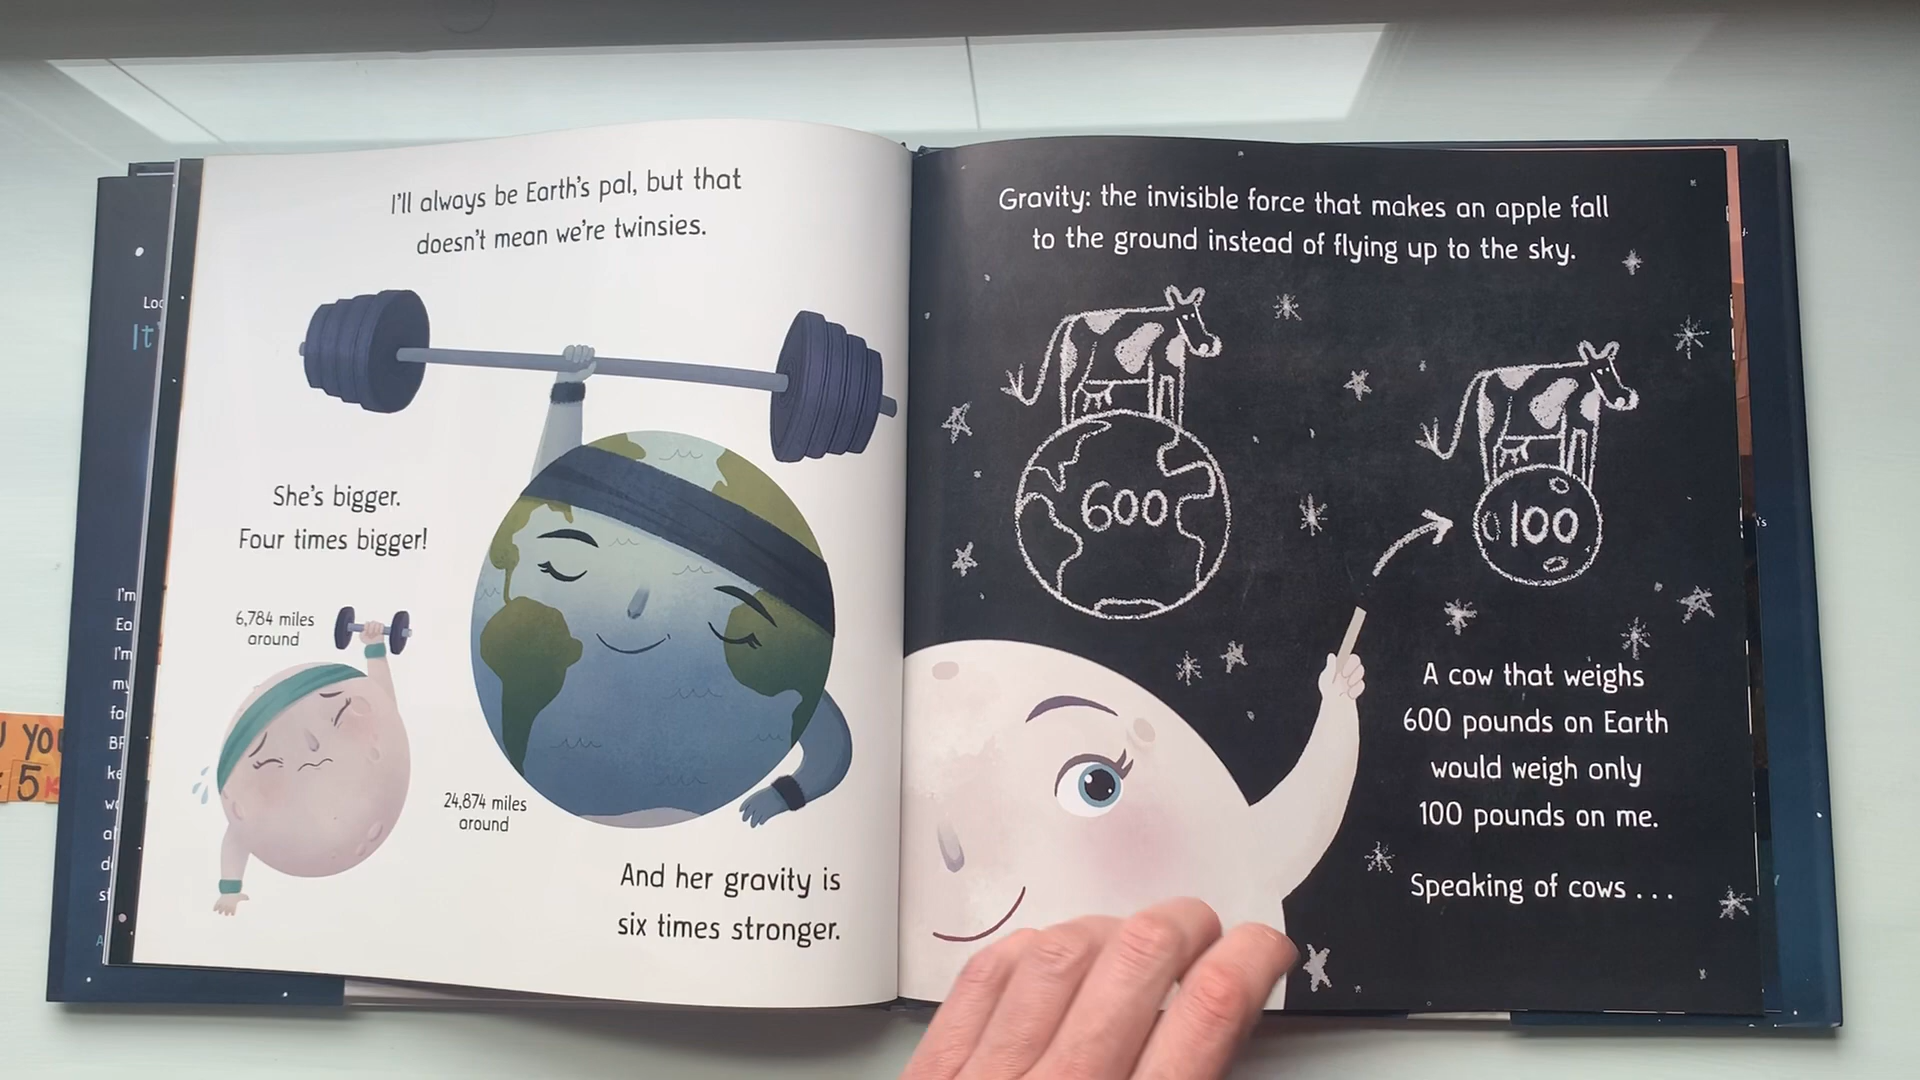 I'll always be Earth's pal, but that
doesn't mean we're twinsies.
She's bigger.
Four times bigger!
6,784 miles
around
24,874 miles
around
And her gravity is
six times stronger.
Gravity: the invisible force that makes an apple fall
to the ground instead of flying up to the sky.
600
100
A cow that weighs
600 pounds on Earth
would weigh only
100 pounds on me.
Speaking of cows . . .
I'm
I'm
5